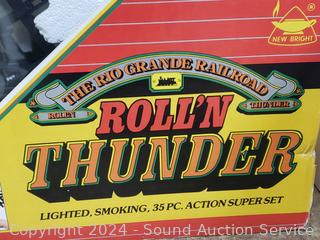 NEW BRIGHT
THE RIO GRANDE RAILROAD
ROLL'N
THUNDER
ROLL'N
THUNDER
LIGHTED, SMOKING, 35 PC. ACTION SUPER SET
Copyright 2024 - Sound Auction Service